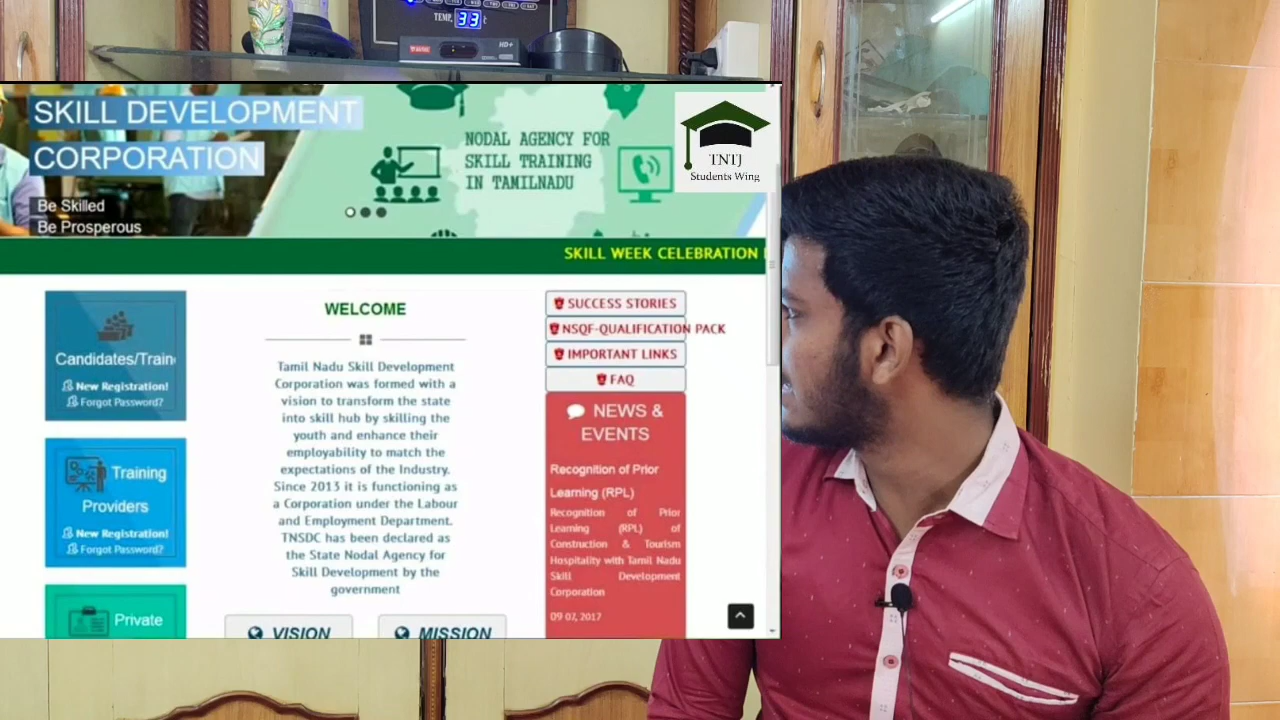 TEMP. 33
HD+
SKILL DEVELOPMENT
CORPORATION
Be Skilled
Be Prosperous
NODAL AGENCY FOR
SKILL TRAINING
IN TAMILNADU
TNTJ
Students Wing
SKILL WEEK CELEBRATION
Candidates/Train
New Registration!
Forgot Password?
Training
Providers
New Registration!
Forgot Password?
Private
WELCOME
Tamil Nadu Skill Development
Corporation was formed with a
vision to transform the state
into skill hub by skilling the
youth and enhance their
employability to match the
expectations of the Industry.
Since 2013 it is functioning as
a Corporation under the Labour
and Employment Department.
TNSDC has been declared as
the State Nodal Agency for
Skill Development by the
government
VISION
MISSION
SUCCESS STORIES
NSQF-QUALIFICATION PACK
IMPORTANT LINKS
FAQ
NEWS &
EVENTS
Recognition of Prior
Learning (RPL)
Recognition of Prior
Learning (RPL) of
Construction & Tourism
Hospitality with Tamil Nadu
Skill Development
Corporation
09 07, 2017